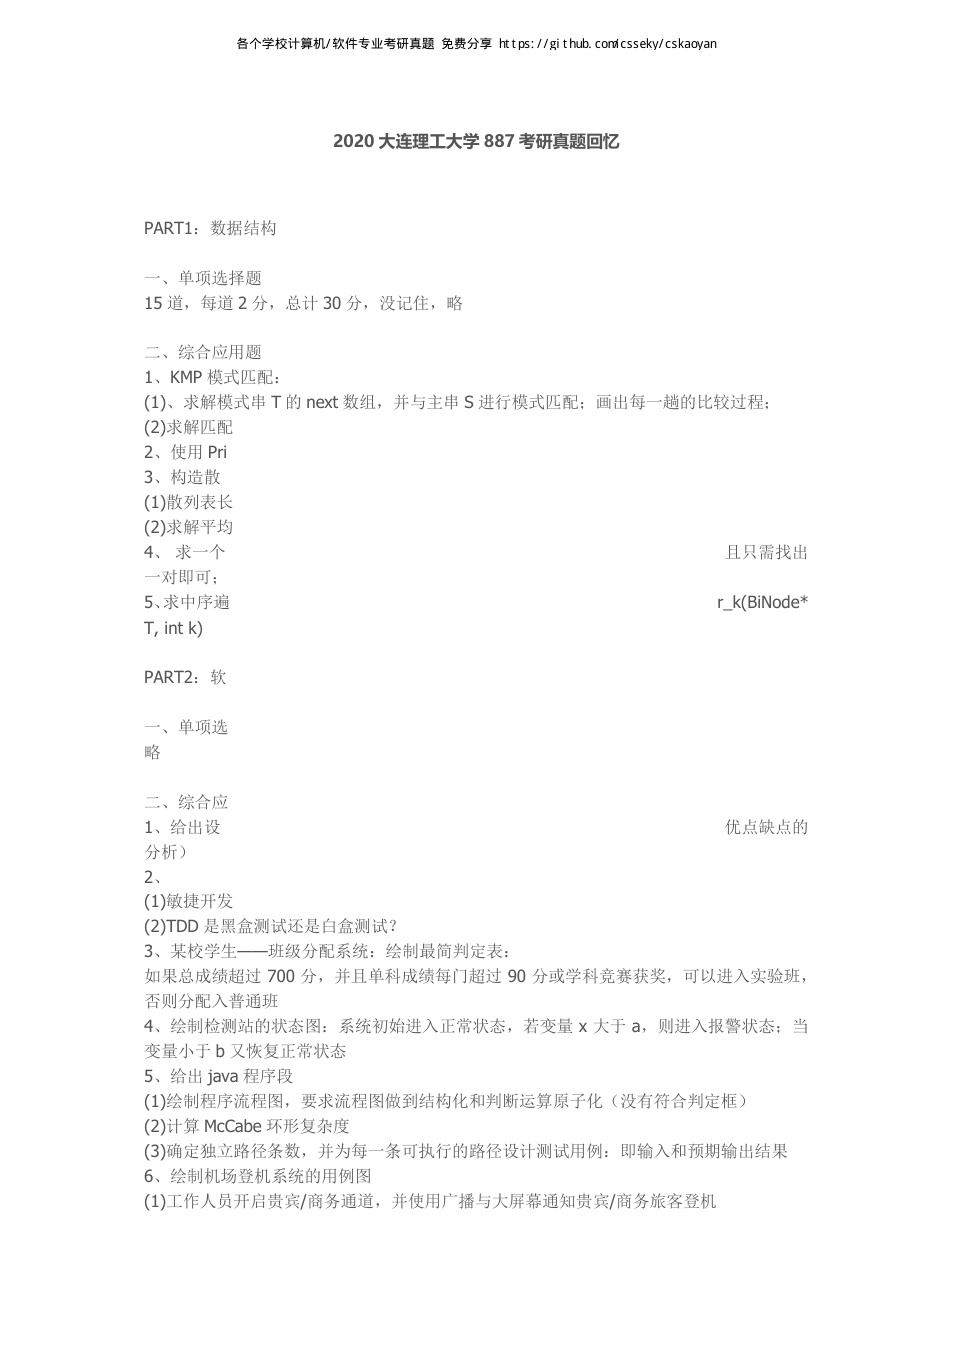 各个学校计算机/软件专业考研真题 免费分享 https://github.com/csseky/cskaoyan
2020 大连理工大学 887 考研真题回忆
PART1：数据结构
一、单项选择题
15 道，每道 2 分，总计 30 分，没记住，略
二、综合应用题
1、KMP 模式匹配：
(1)、求解模式串 T 的 next 数组，并与主串 S 进行模式匹配；画出每一趟的比较过程；
(2)求解匹配
2、使用 Pri
3、构造散
(1)散列表长
(2)求解平均
4、 求一个 且只需找出
一对即可；
5、求中序遍 r_k(BiNode*
T, int k)
PART2：软
一、单项选
略
二、综合应
1、给出设 优点缺点的
分析）
2、
(1)敏捷开发
(2)TDD 是黑盒测试还是白盒测试？
3、某校学生——班级分配系统：绘制最简判定表：
如果总成绩超过 700 分，并且单科成绩每门超过 90 分或学科竞赛获奖，可以进入实验班，
否则分配入普通班
4、绘制检测站的状态图：系统初始进入正常状态，若变量 x 大于 a，则进入报警状态；当
变量小于 b 又恢复正常状态
5、给出 java 程序段
(1)绘制程序流程图，要求流程图做到结构化和判断运算原子化（没有符合判定框）
(2)计算 McCabe 环形复杂度
(3)确定独立路径条数，并为每一条可执行的路径设计测试用例：即输入和预期输出结果
6、绘制机场登机系统的用例图
(1)工作人员开启贵宾/商务通道，并使用广播与大屏幕通知贵宾/商务旅客登机